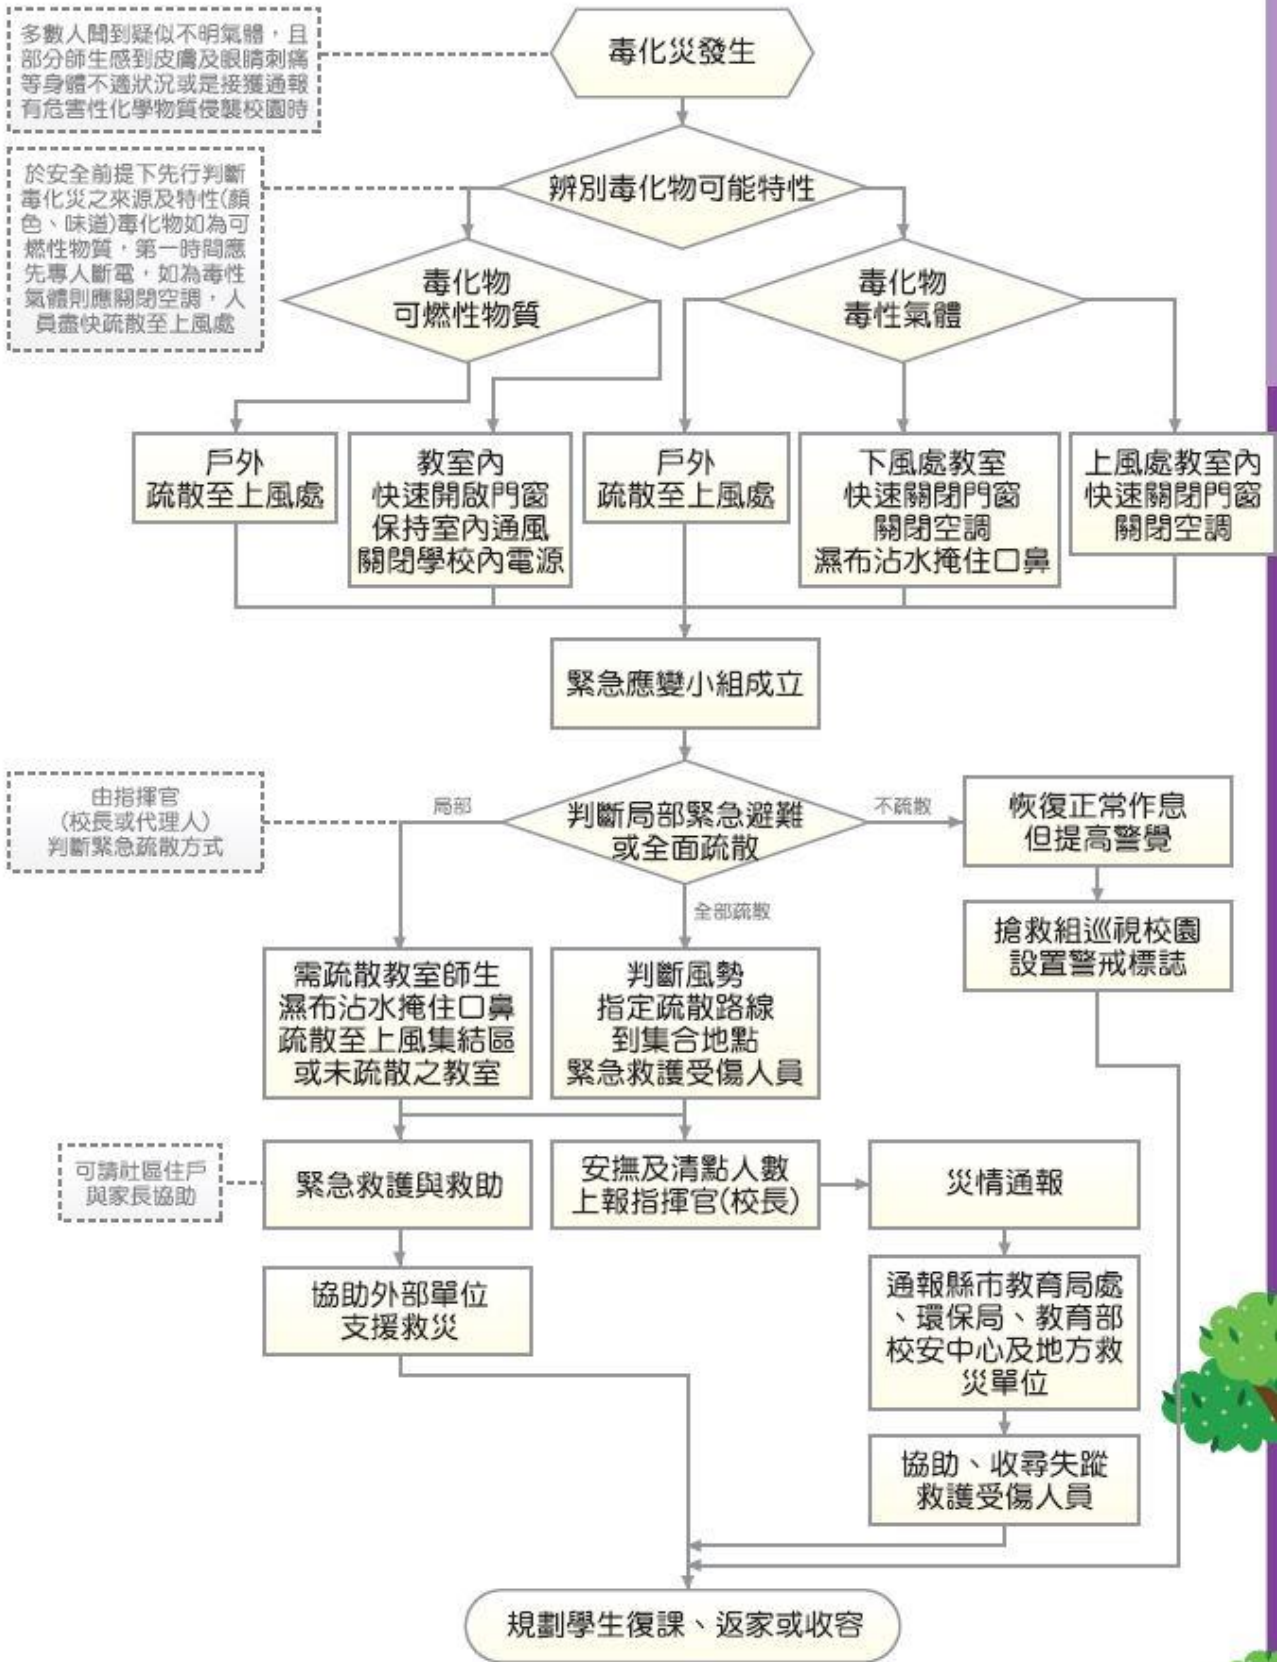 多數人聞到疑似不明氣體，且
部分師生感到皮膚及眼睛刺痛
等身體不適狀況或是接獲通報
有危害性化學物質侵襲校園時
毒化災發生
於安全前提下先行判斷
毒化災之來源及特性(顏
色、味道)毒化物如為可
燃性物質，第一時間應
先專人斷電，如為毒性
氣體則應關閉空調，人
員盡快疏散至上風處
辨別毒化物可能特性
毒化物
可燃性物質
毒化物
毒性氣體
戶外
疏散至上風處
教室內
快速開啟門窗
保持室內通風
關閉學校內電源
戶外
疏散至上風處
下風處教室
快速關閉門窗
關閉空調
濕布沾水掩住口鼻
上風處教室內
快速關閉門窗
關閉空調
緊急應變小組成立
由指揮官
(校長或代理人)
判斷緊急疏散方式
局部
判斷局部緊急避難
或全面疏散
不疏散
恢復正常作息
但提高警覺
全部疏散
搶救組巡視校園
設置警戒標誌
需疏散教室師生
濕布沾水掩住口鼻
疏散至上風集結區
或未疏散之教室
判斷風勢
指定疏散路線
到集合地點
緊急救護受傷人員
可請社區住戶
與家長協助
緊急救護與救助
安撫及清點人數
上報指揮官(校長)
災情通報
協助外部單位
支援救災
通報縣市教育局處
、環保局、教育部
校安中心及地方救
災單位
協助、收尋失蹤
救護受傷人員
規劃學生復課、返家或收容